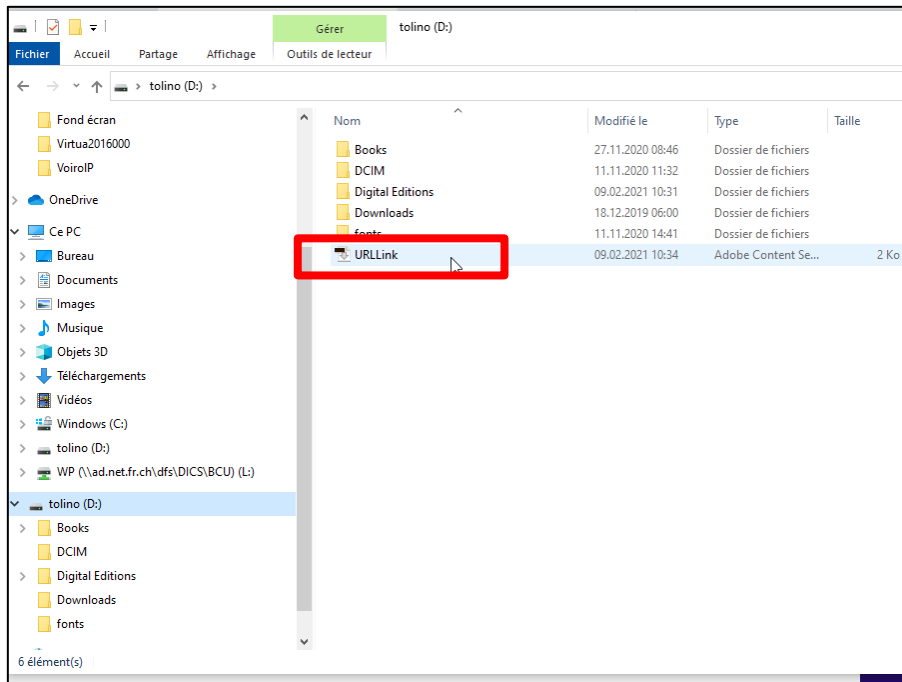 tolino (D:)
Gérer
Fichier Accueil Partage Affichage Outils de lecteur
tolino (D:)
Fond écran
Virtua2016000
VoiroIP
OneDrive
Ce PC
Bureau
Documents
Images
Musique
Objets 3D
Téléchargements
Vidéos
Windows (C:)
tolino (D:)
WP (\\ad.net.fr.ch\dfs\DICS\BCU) (L:)
tolino (D:)
Books
DCIM
Digital Editions
Downloads
fonts
Nom Modifié le Type Taille
Books 27.11.2020 08:46 Dossier de fichiers
DCIM 11.11.2020 11:32 Dossier de fichiers
Digital Editions 09.02.2021 10:31 Dossier de fichiers
Downloads 18.12.2019 06:00 Dossier de fichiers
fonts 11.11.2020 14:41 Dossier de fichiers
URLLink 09.02.2021 10:34 Adobe Content Se... 2 Ko
6 élément(s)